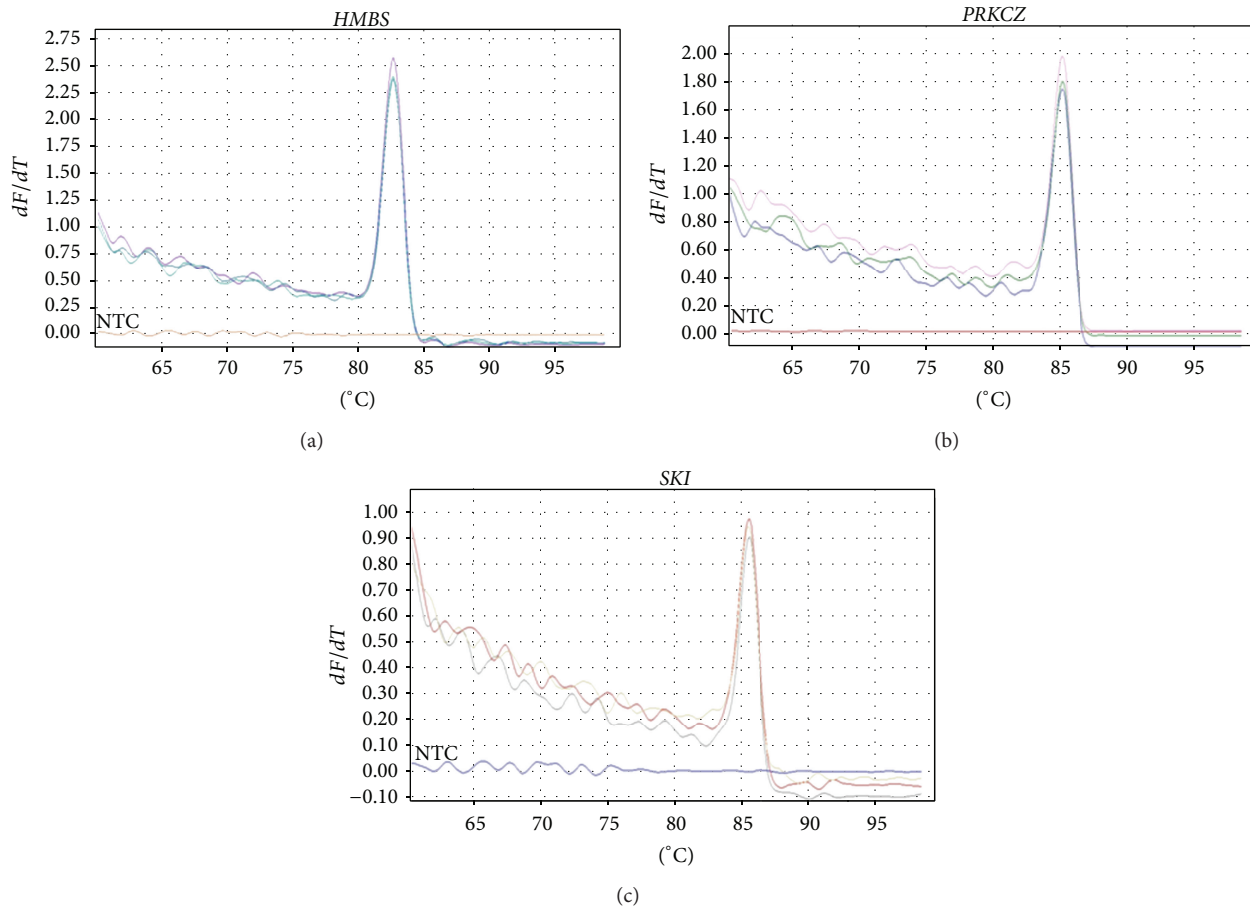 HMBS
2.75
2.50
2.25
2.00
1.75
1.50
1.25
1.00
0.75
0.50
0.25
0.00
dF/dT
NTC
65 70 75 80 85 90 95
(°C)
(a)
PRKCZ
2.00
1.80
1.60
1.40
1.20
1.00
0.80
0.60
0.40
0.20
0.00
dF/dT
NTC
65 70 75 80 85 90 95
(°C)
(b)
SKI
1.00
0.90
0.80
0.70
0.60
0.50
0.40
0.30
0.20
0.10
0.00
−0.10
dF/dT
NTC
65 70 75 80 85 90 95
(°C)
(c)